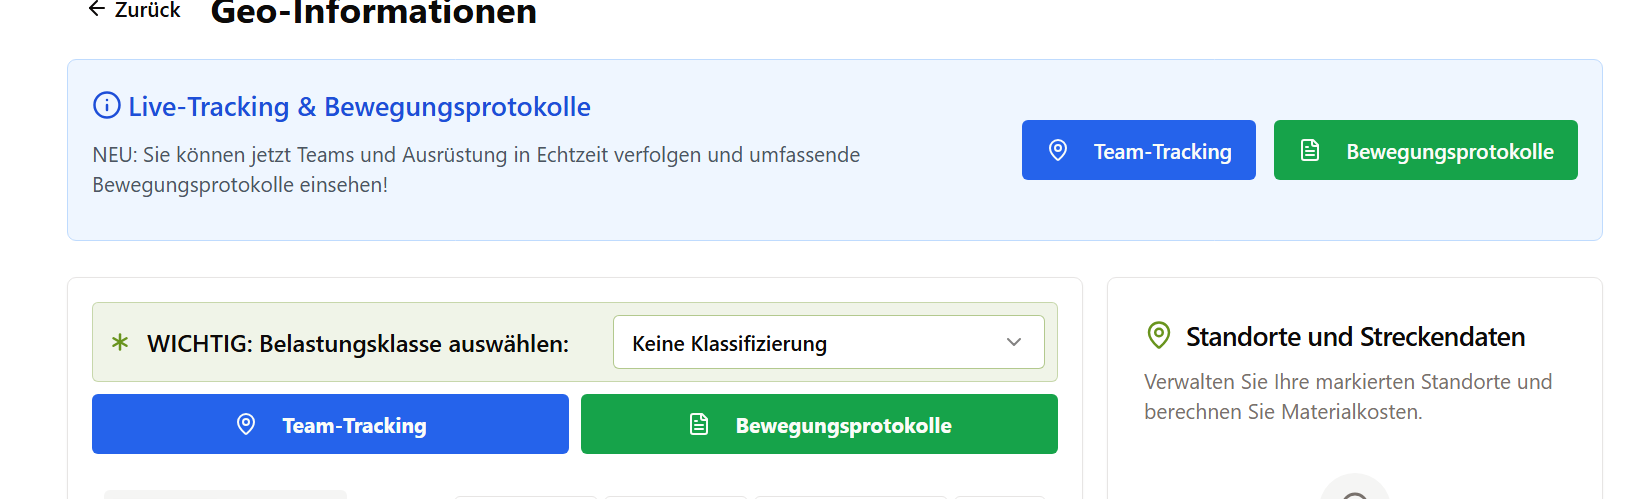 Zurück
Geo-Informationen
Live-Tracking & Bewegungsprotokolle
NEU: Sie können jetzt Teams und Ausrüstung in Echtzeit verfolgen und umfassende
Bewegungsprotokolle einsehen!
Team-Tracking
Bewegungsprotokolle
WICHTIG: Belastungsklasse auswählen:
Keine Klassifizierung
Team-Tracking
Bewegungsprotokolle
Standorte und Streckendaten
Verwalten Sie Ihre markierten Standorte und
berechnen Sie Materialkosten.